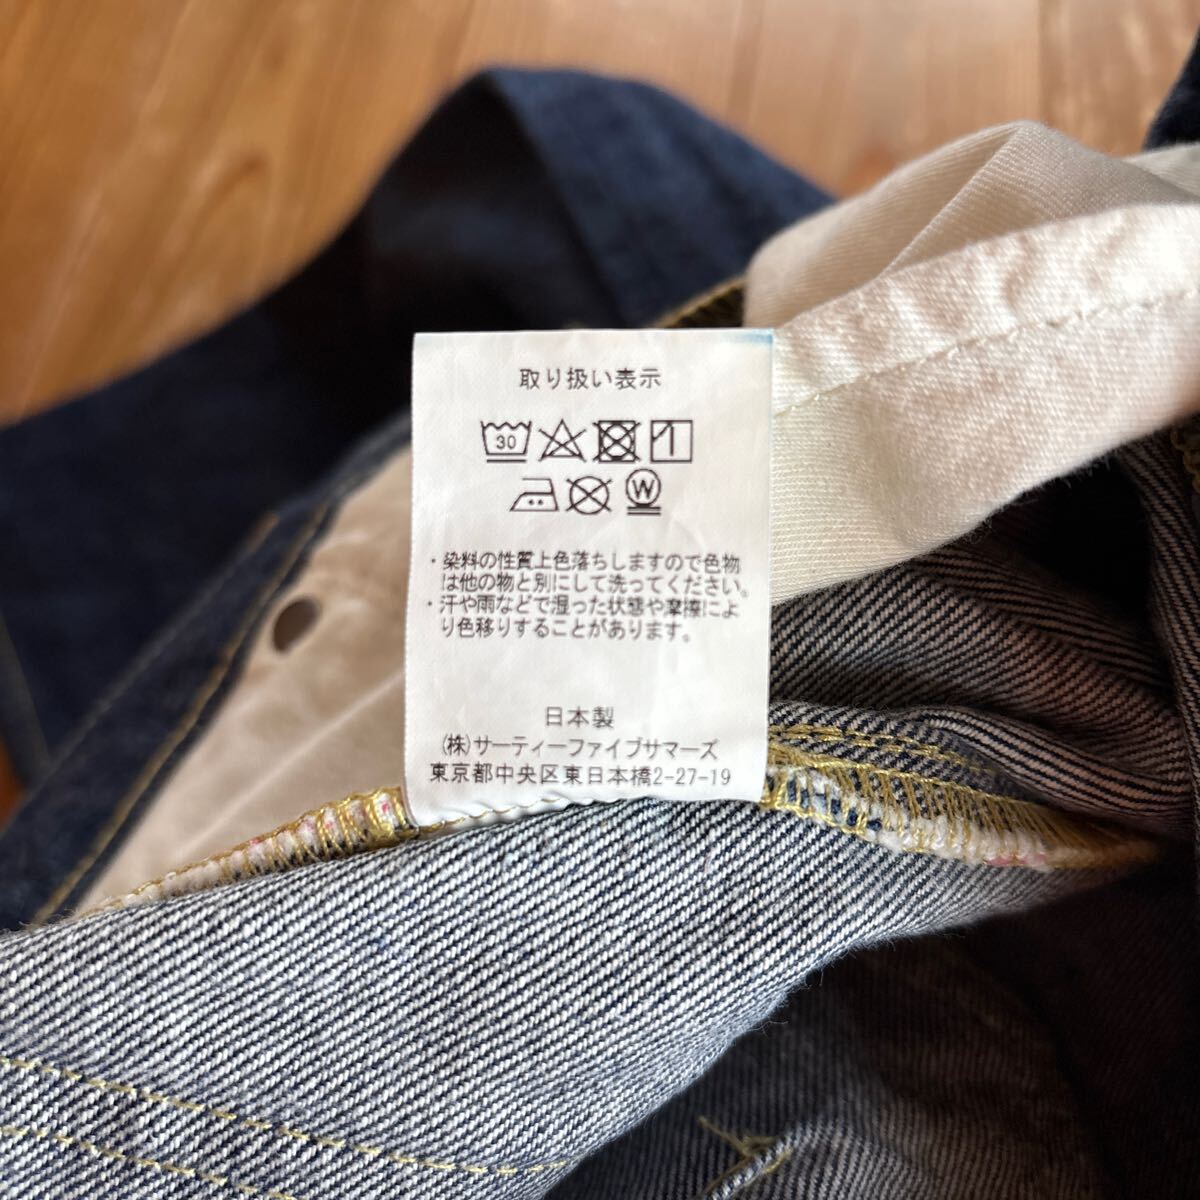 取り扱い表示
30
W
・染料の性質上色落ちしますので色物
は他の物と別にして洗ってください。
・汗や雨などで湿った状態や摩擦によ
り色移りすることがあります。
日本製
(株)サーティーファイブサマーズ
東京都中央区東日本橋2-27-19